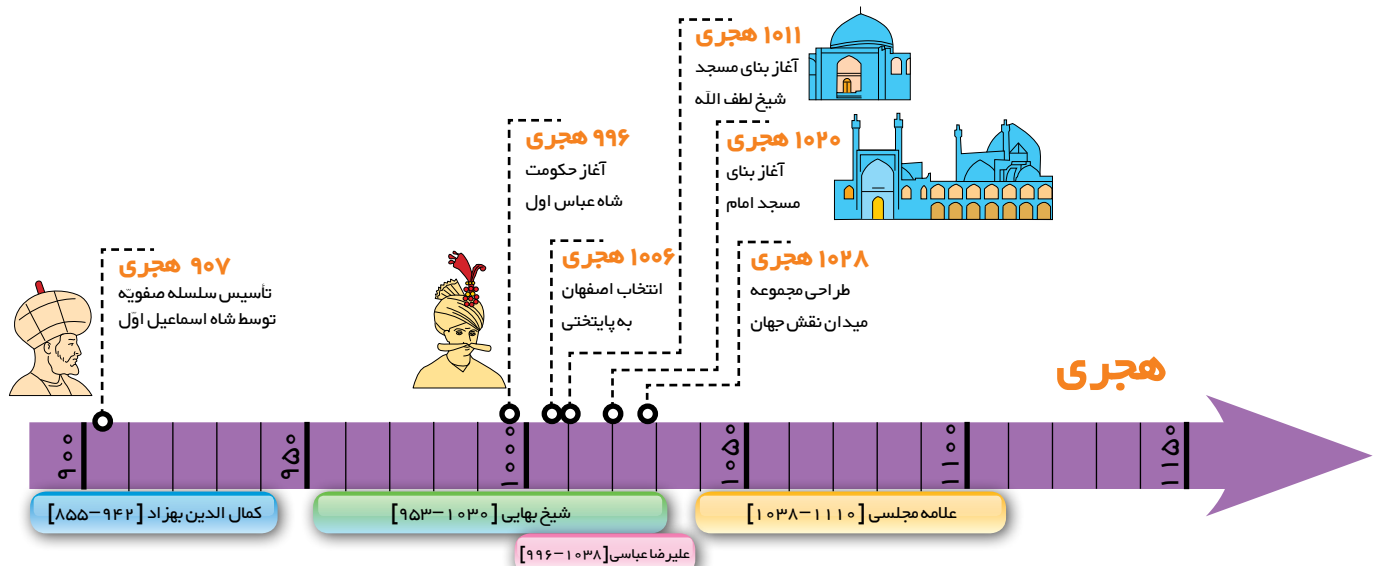 ۱۰۱۱ هجری
آغاز بنای مسجد
شیخ لطف الله
۹۹۶ هجری
آغاز حکومت
شاه عباس اول
۱۰۲۰ هجری
آغاز بنای
مسجد امام
۹۰۷ هجری
تأسیس سلسله صفویّه
توسط شاه اسماعیل اوّل
۱۰۰۶ هجری
انتخاب اصفهان
به پایتختی
۱۰۲۸ هجری
طراحی مجموعه
میدان نقش جهان
هجری
۹۰۰
۹۵۰
۱۰۰۰
۱۰۵۰
۱۱۰۰
۱۱۵۰
کمال الدین بهزاد [۹۴۲–۸۵۵]
شیخ بهایی [۱۰۳۰–۹۵۳]
علامه مجلسی [۱۱۱۰–۱۰۳۸]
علیرضا عباسی [۱۰۳۸–۹۹۶]